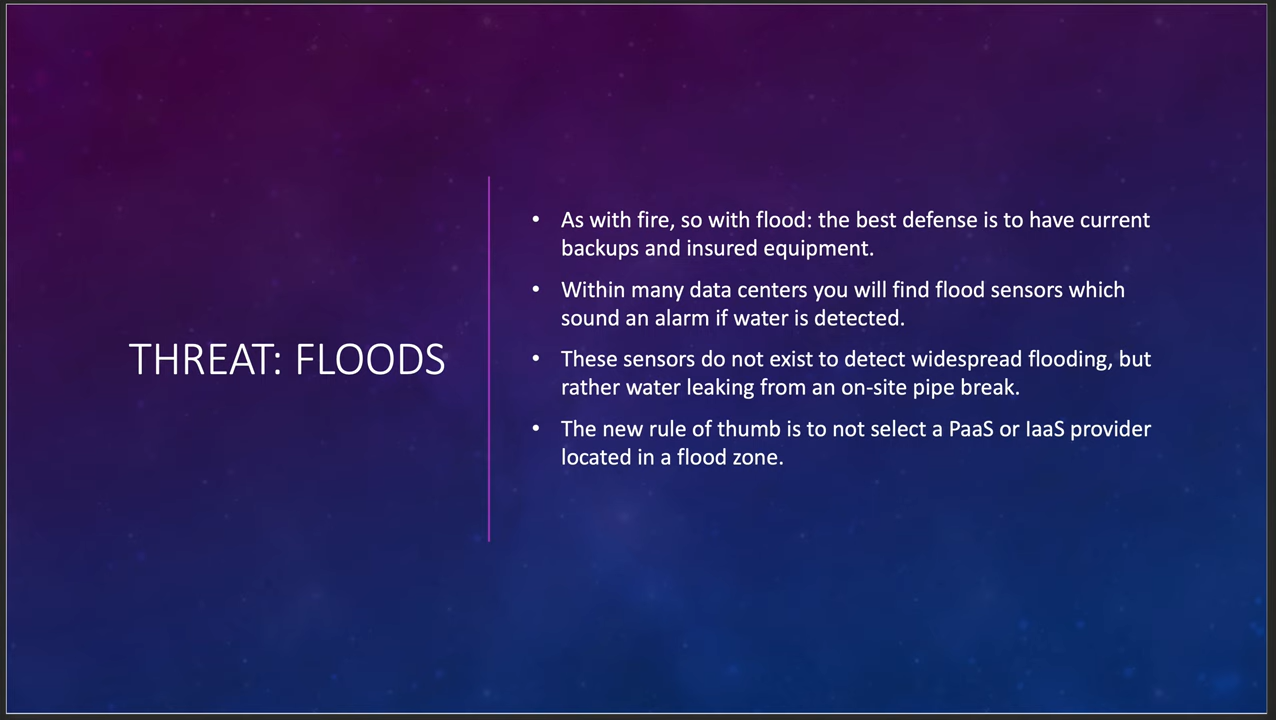 THREAT: FLOODS
• As with fire, so with flood: the best defense is to have current
backups and insured equipment.
• Within many data centers you will find flood sensors which
sound an alarm if water is detected.
• These sensors do not exist to detect widespread flooding, but
rather water leaking from an on-site pipe break.
• The new rule of thumb is to not select a PaaS or IaaS provider
located in a flood zone.